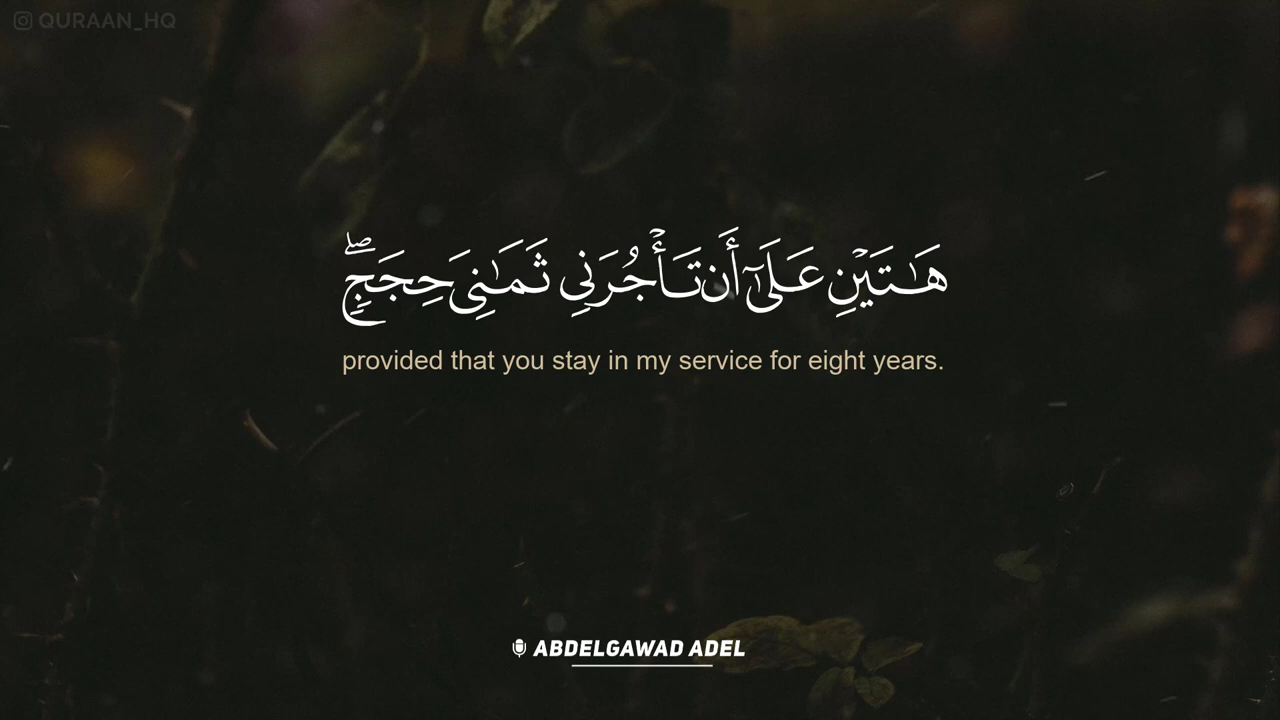 QURAAN_HQ
هَـٰتَيْنِ عَلَىٰٓ أَن تَأْجُرَنِى ثَمَـٰنِىَ حِجَجٍۢ ۖ
provided that you stay in my service for eight years.
ABDELGAWAD ADEL